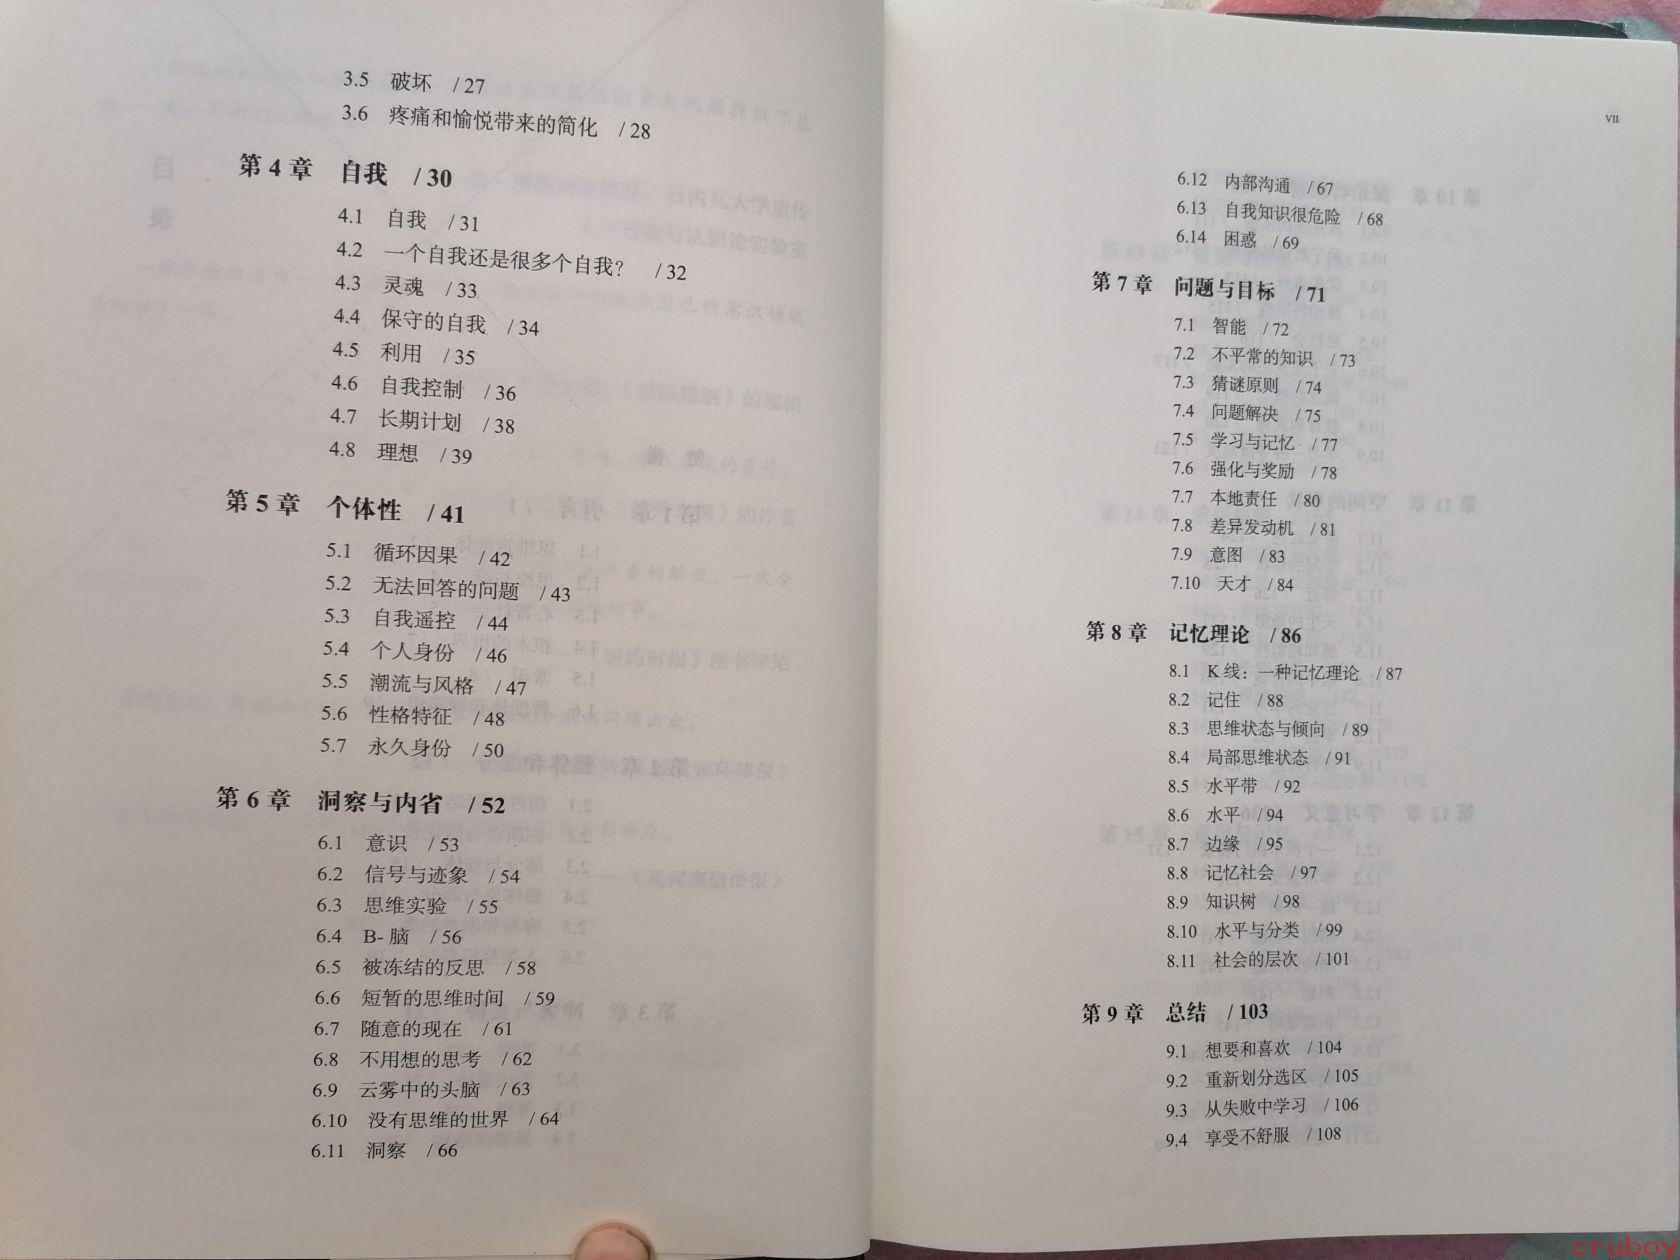 3.5 破坏 / 27
3.6 疼痛和愉悦带来的简化 / 28
第 4 章 自我 / 30
4.1 自我 / 31
4.2 一个自我还是很多个自我？ / 32
4.3 灵魂 / 33
4.4 保守的自我 / 34
4.5 利用 / 35
4.6 自我控制 / 36
4.7 长期计划 / 38
4.8 理想 / 39
第 5 章 个体性 / 41
5.1 循环因果 / 42
5.2 无法回答的问题 / 43
5.3 自我遥控 / 44
5.4 个人身份 / 46
5.5 潮流与风格 / 47
5.6 性格特征 / 48
5.7 永久身份 / 50
第 6 章 洞察与内省 / 52
6.1 意识 / 53
6.2 信号与迹象 / 54
6.3 思维实验 / 55
6.4 B- 脑 / 56
6.5 被冻结的反思 / 58
6.6 短暂的思维时间 / 59
6.7 随意的现在 / 61
6.8 不用想的思考 / 62
6.9 云雾中的头脑 / 63
6.10 没有思维的世界 / 64
6.11 洞察 / 66
VII
6.12 内部沟通 / 67
6.13 自我知识很危险 / 68
6.14 困惑 / 69
第 7 章 问题与目标 / 71
7.1 智能 / 72
7.2 不平常的知识 / 73
7.3 猜谜原则 / 74
7.4 问题解决 / 75
7.5 学习与记忆 / 77
7.6 强化与奖励 / 78
7.7 本地责任 / 80
7.8 差异发动机 / 81
7.9 意图 / 83
7.10 天才 / 84
第 8 章 记忆理论 / 86
8.1 K 线：一种记忆理论 / 87
8.2 记住 / 88
8.3 思维状态与倾向 / 89
8.4 局部思维状态 / 91
8.5 水平带 / 92
8.6 水平 / 94
8.7 边缘 / 95
8.8 记忆社会 / 97
8.9 知识树 / 98
8.10 水平与分类 / 99
8.11 社会的层次 / 101
第 9 章 总结 / 103
9.1 想要和喜欢 / 104
9.2 重新划分选区 / 105
9.3 从失败中学习 / 106
9.4 享受不舒服 / 108
cruboy